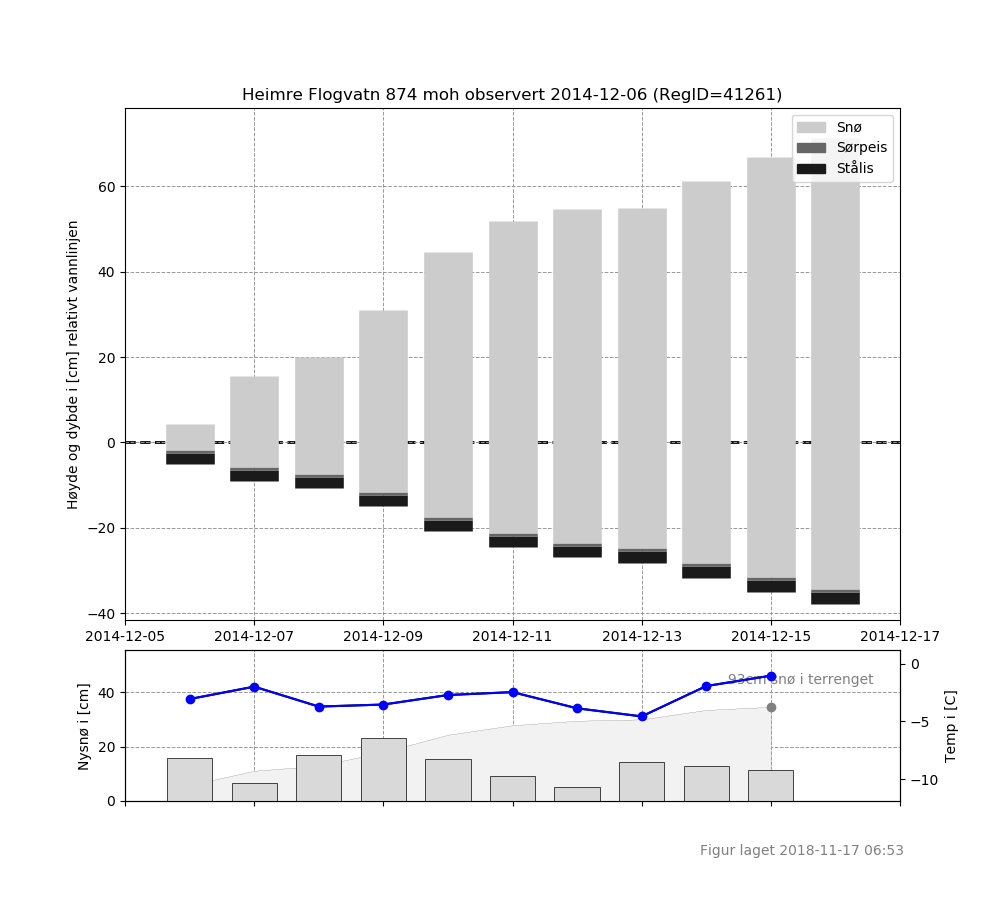 Heimre Flogvatn 874 moh observert 2014-12-06 (RegID=41261)
Snø
Sørpeis
Stålis
Høyde og dybde i [cm] relativt vannlinjen
60
40
20
0
−20
−40
2014-12-05 2014-12-07 2014-12-09 2014-12-11 2014-12-13 2014-12-15 2014-12-17
Nysnø i [cm]
40
20
0
93cm snø i terrenget
0
−5
−10
Temp i [C]
Figur laget 2018-11-17 06:53